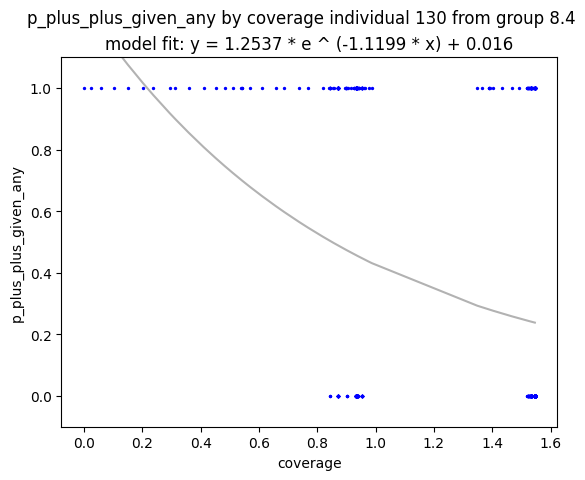 p_plus_plus_given_any by coverage individual 130 from group 8.4
model fit: y = 1.2537 * e ^ (-1.1199 * x) + 0.016
1.0
0.8
0.6
0.4
0.2
0.0
p_plus_plus_given_any
0.0 0.2 0.4 0.6 0.8 1.0 1.2 1.4 1.6
coverage